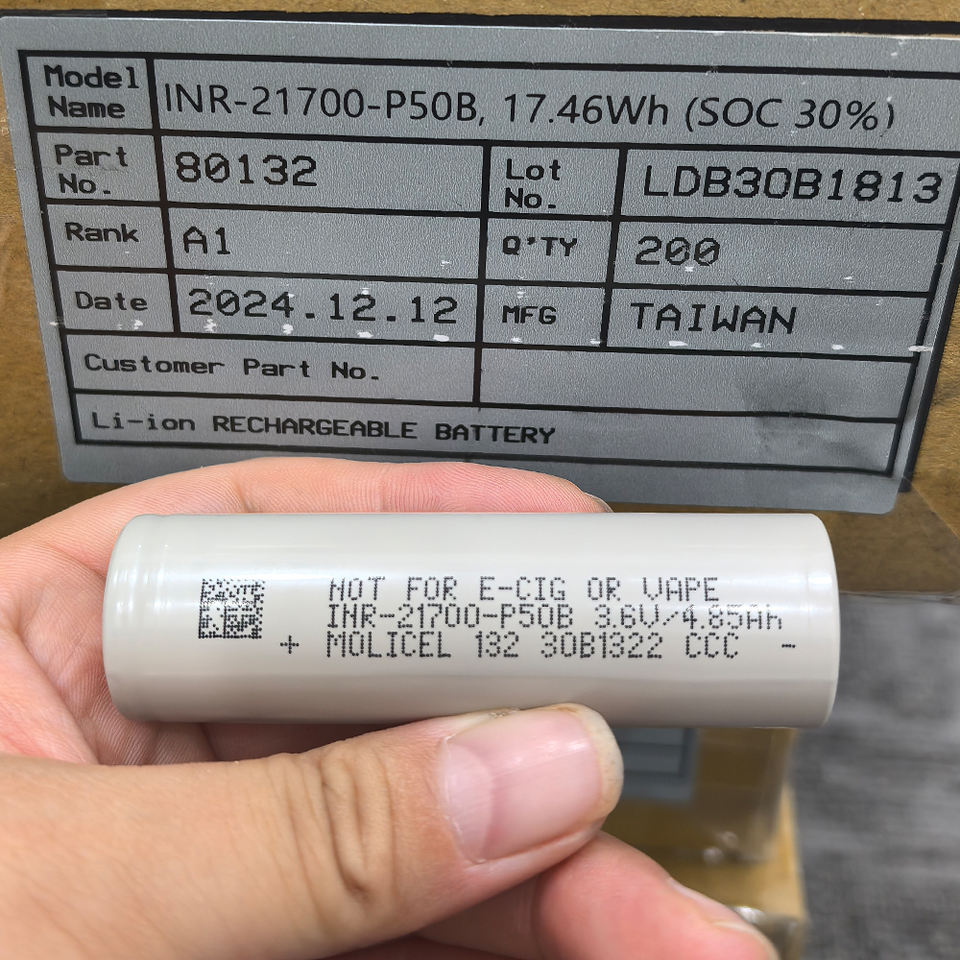 Model Name INR-21700-P50B, 17.46Wh (SOC 30%)
Part No. 80132 Lot No. LDB30B1813
Rank A1 Q'TY 200
Date 2024.12.12 MFG TAIWAN
Customer Part No.
Li-ion RECHARGEABLE BATTERY
NOT FOR E-CIG OR VAPE
INR-21700-P50B 3.6V/4.85Ah
+ MOLICEL 132 30B1322 CCC -